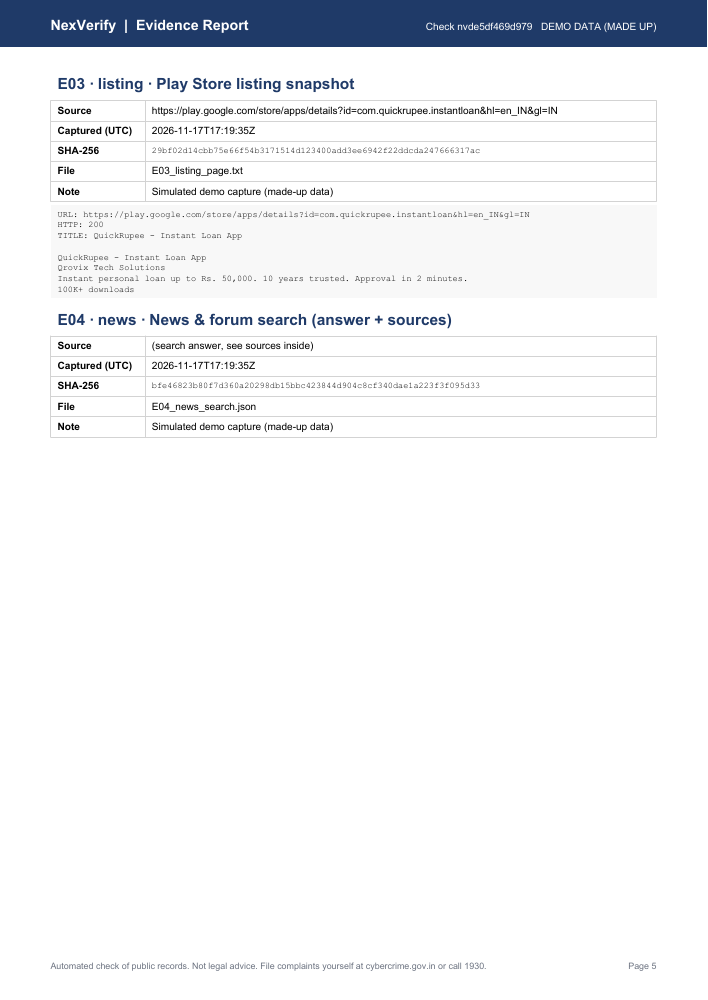 NexVerify | Evidence Report
Check nvde5df469d979 DEMO DATA (MADE UP)
E03 · listing · Play Store listing snapshot
Source https://play.google.com/store/apps/details?id=com.quickrupee.instantloan&hl=en_IN&gl=IN
Captured (UTC) 2026-11-17T17:19:35Z
SHA-256 29bf02d14cbb75e66f54b3171514d123400add3ee6942f22ddcda247666317ac
File E03_listing_page.txt
Note Simulated demo capture (made-up data)
URL: https://play.google.com/store/apps/details?id=com.quickrupee.instantloan&hl=en_IN&gl=IN
HTTP: 200
TITLE: QuickRupee - Instant Loan App
QuickRupee - Instant Loan App
Qrovix Tech Solutions
Instant personal loan up to Rs. 50,000. 10 years trusted. Approval in 2 minutes.
100K+ downloads
E04 · news · News & forum search (answer + sources)
Source (search answer, see sources inside)
Captured (UTC) 2026-11-17T17:19:35Z
SHA-256 bfe46823b80f7d360a20298db15bbc423844d904c8cf340dae1a223f3f095d33
File E04_news_search.json
Note Simulated demo capture (made-up data)
Automated check of public records. Not legal advice. File complaints yourself at cybercrime.gov.in or call 1930.
Page 5